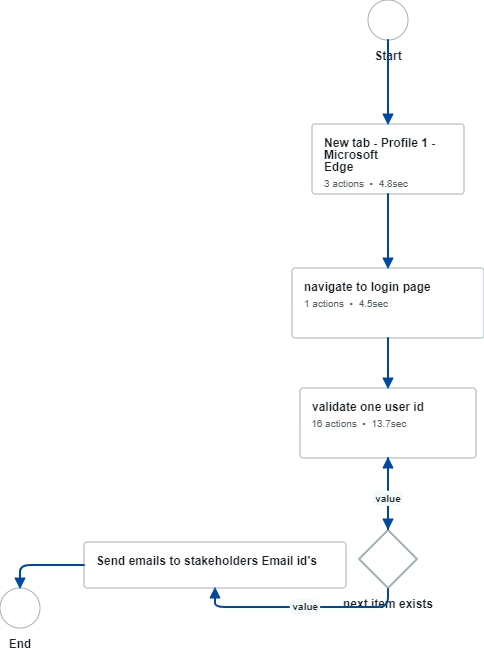 Start
New tab - Profile 1 -
Microsoft
Edge
3 actions • 4.8sec
navigate to login page
1 actions • 4.5sec
validate one user id
16 actions • 13.7sec
value
Send emails to stakeholders Email id's
next item exists
value
End